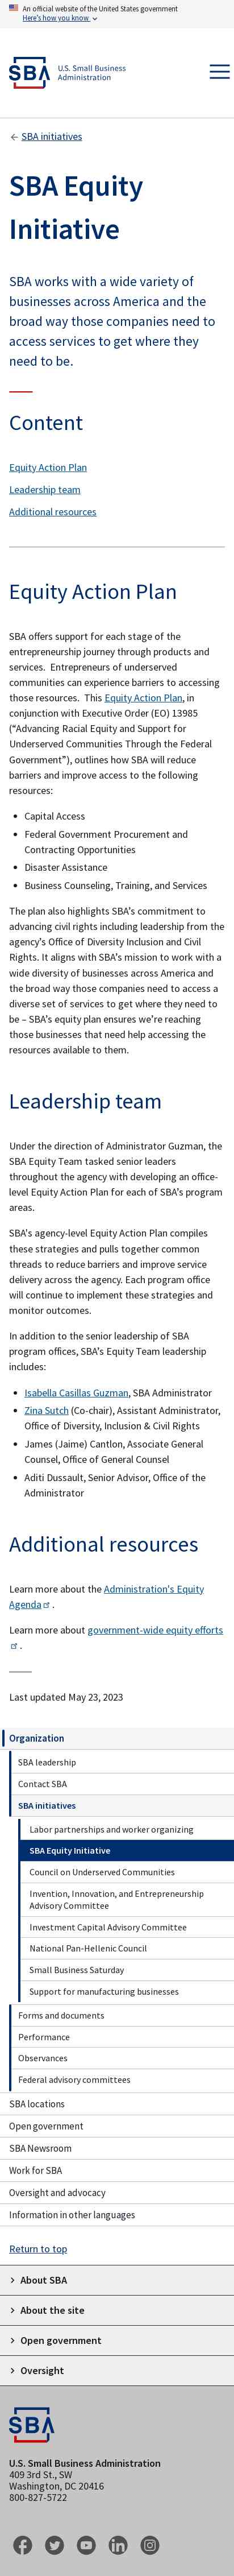 An official website of the United States government
Here's how you know
SBA
U.S. Small Business
Administration
SBA initiatives
SBA Equity
Initiative
SBA works with a wide variety of
businesses across America and the
broad way those companies need to
access services to get where they
need to be.
Content
Equity Action Plan
Leadership team
Additional resources
Equity Action Plan
SBA offers support for each stage of the
entrepreneurship journey through products and
services.  Entrepreneurs of underserved
communities can experience barriers to accessing
those resources.  This Equity Action Plan, in
conjunction with Executive Order (EO) 13985
(“Advancing Racial Equity and Support for
Underserved Communities Through the Federal
Government”), outlines how SBA will reduce
barriers and improve access to the following
resources:
• Capital Access
• Federal Government Procurement and
Contracting Opportunities
• Disaster Assistance
• Business Counseling, Training, and Services
The plan also highlights SBA’s commitment to
advancing civil rights including leadership from the
agency’s Office of Diversity Inclusion and Civil
Rights. It aligns with SBA’s mission to work with a
wide diversity of businesses across America and
the broad way those companies need to access a
diverse set of services to get where they need to
be – SBA’s equity plan ensures we’re reaching
those businesses that need help accessing the
resources available to them.
Leadership team
Under the direction of Administrator Guzman, the
SBA Equity Team tasked senior leaders
throughout the agency with developing an office-
level Equity Action Plan for each of SBA’s program
areas.
SBA's agency-level Equity Action Plan compiles
these strategies and pulls together common
threads to reduce barriers and improve service
delivery across the agency. Each program office
will continue to implement these strategies and
monitor outcomes.
In addition to the senior leadership of SBA
program offices, SBA’s Equity Team leadership
includes:
• Isabella Casillas Guzman, SBA Administrator
• Zina Sutch (Co-chair), Assistant Administrator,
Office of Diversity, Inclusion & Civil Rights
• James (Jaime) Cantlon, Associate General
Counsel, Office of General Counsel
• Aditi Dussault, Senior Advisor, Office of the
Administrator
Additional resources
Learn more about the Administration's Equity
Agenda .
Learn more about government-wide equity efforts
.
Last updated May 23, 2023
Organization
SBA leadership
Contact SBA
SBA initiatives
Labor partnerships and worker organizing
SBA Equity Initiative
Council on Underserved Communities
Invention, Innovation, and Entrepreneurship
Advisory Committee
Investment Capital Advisory Committee
National Pan-Hellenic Council
Small Business Saturday
Support for manufacturing businesses
Forms and documents
Performance
Observances
Federal advisory committees
SBA locations
Open government
SBA Newsroom
Work for SBA
Oversight and advocacy
Information in other languages
Return to top
About SBA
About the site
Open government
Oversight
SBA
U.S. Small Business Administration
409 3rd St., SW
Washington, DC 20416
800-827-5722